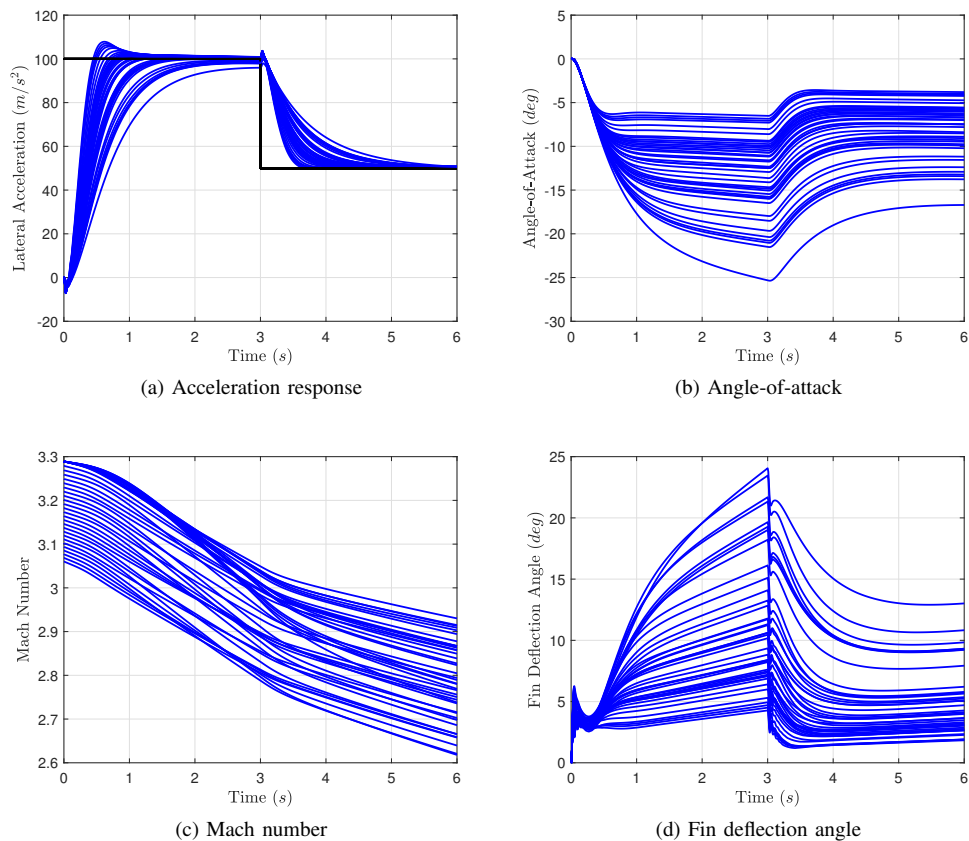 120
100
80
60
40
20
0
-20
Lateral Acceleration (m/s²)
0 1 2 3 4 5 6
Time (s)
(a) Acceleration response
5
0
-5
-10
-15
-20
-25
-30
Angle-of-Attack (deg)
0 1 2 3 4 5 6
Time (s)
(b) Angle-of-attack
3.3
3.2
3.1
3
2.9
2.8
2.7
2.6
Mach Number
0 1 2 3 4 5 6
Time (s)
(c) Mach number
25
20
15
10
5
0
Fin Deflection Angle (deg)
0 1 2 3 4 5 6
Time (s)
(d) Fin deflection angle